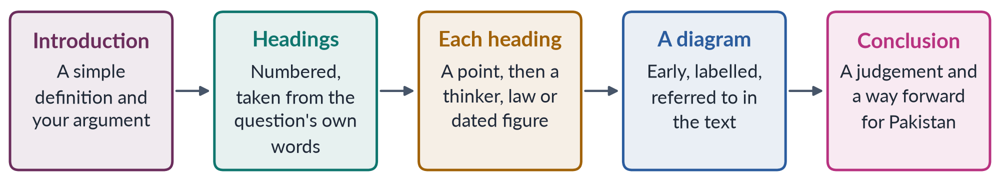 Introduction
A simple
definition and
your argument
Headings
Numbered,
taken from the
question's own
words
Each heading
A point, then a
thinker, law or
dated figure
A diagram
Early, labelled,
referred to in
the text
Conclusion
A judgement and
a way forward
for Pakistan